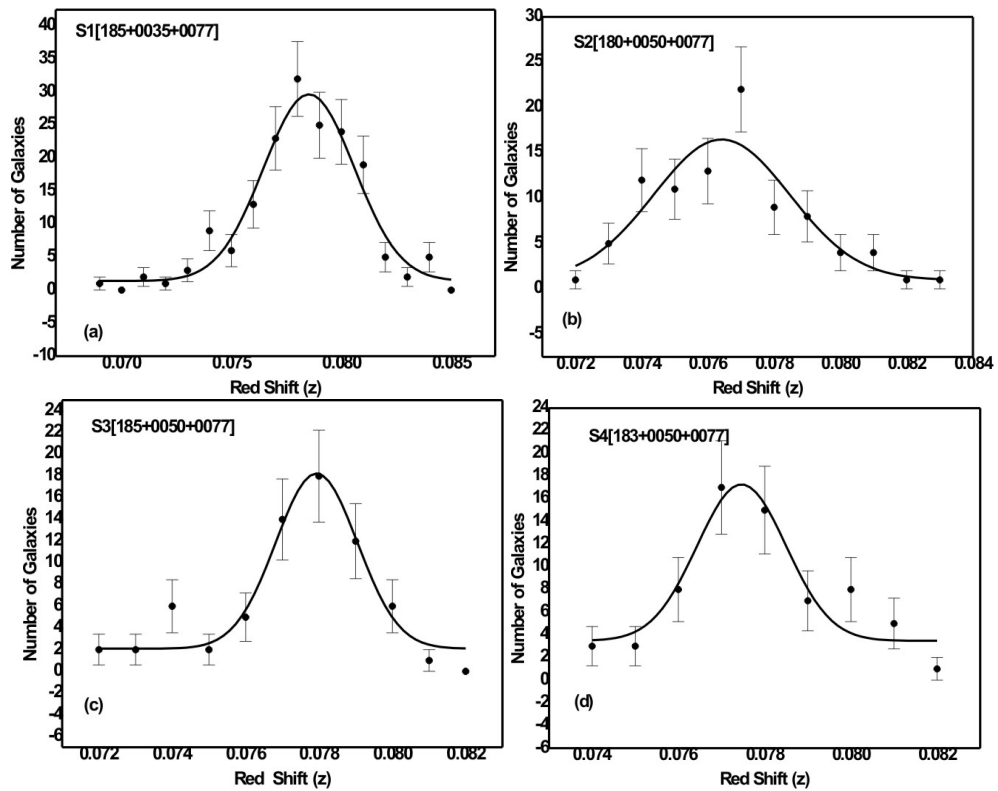 S1[185+0035+0077]
40
35
30
25
20
15
10
5
0
-5
-10
Number of Galaxies
(a)
0.070 0.075 0.080 0.085
Red Shift (z)
S2[180+0050+0077]
30
25
20
15
10
5
0
-5
Number of Galaxies
(b)
0.072 0.074 0.076 0.078 0.080 0.082 0.084
Red Shift (z)
S3[185+0050+0077]
24
22
20
18
16
14
12
10
8
6
4
2
0
-2
-4
-6
Number of Galaxies
(c)
0.072 0.074 0.076 0.078 0.080 0.082
Red Shift (z)
S4[183+0050+0077]
24
22
20
18
16
14
12
10
8
6
4
2
0
-2
-4
-6
Number of Galaxies
(d)
0.074 0.076 0.078 0.080 0.082
Red Shift (z)